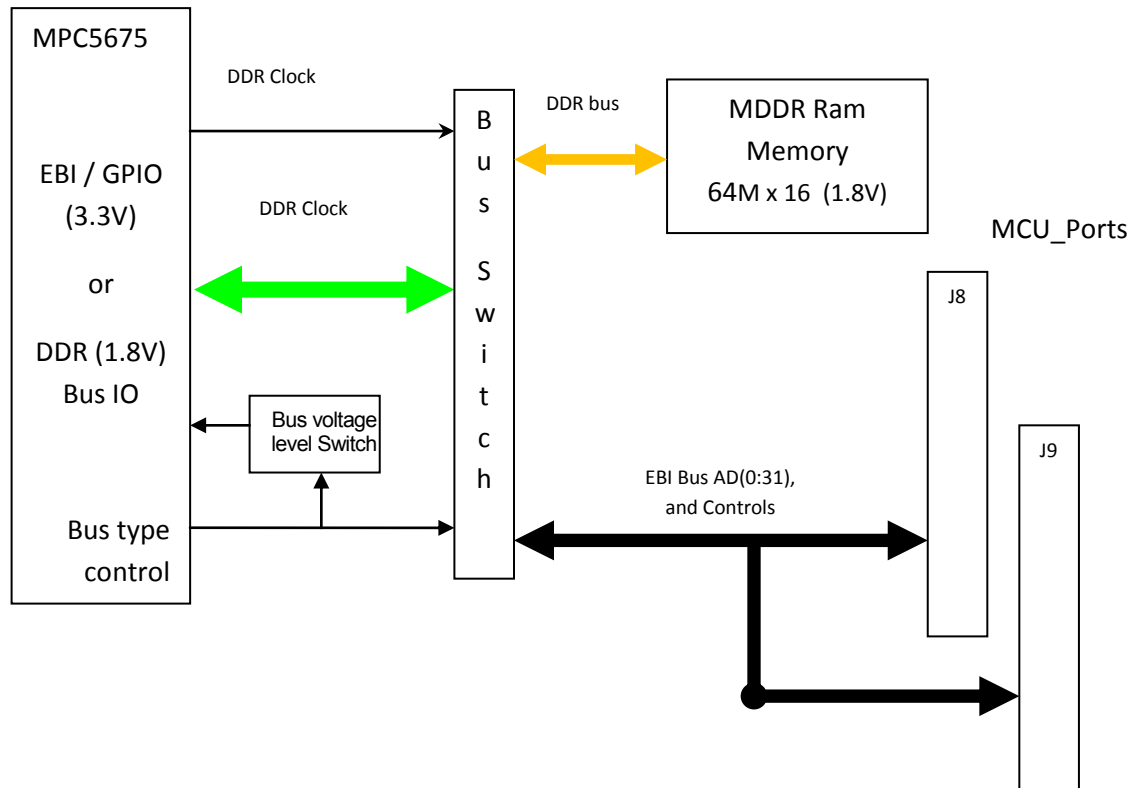 MPC5675
EBI / GPIO
(3.3V)
or
DDR (1.8V)
Bus IO
Bus type
control
DDR Clock
DDR Clock
Bus voltage
level Switch
B
u
s
S
w
i
t
c
h
DDR bus
MDDR Ram
Memory
64M x 16 (1.8V)
MCU_Ports
J8
J9
EBI Bus AD(0:31),
and Controls